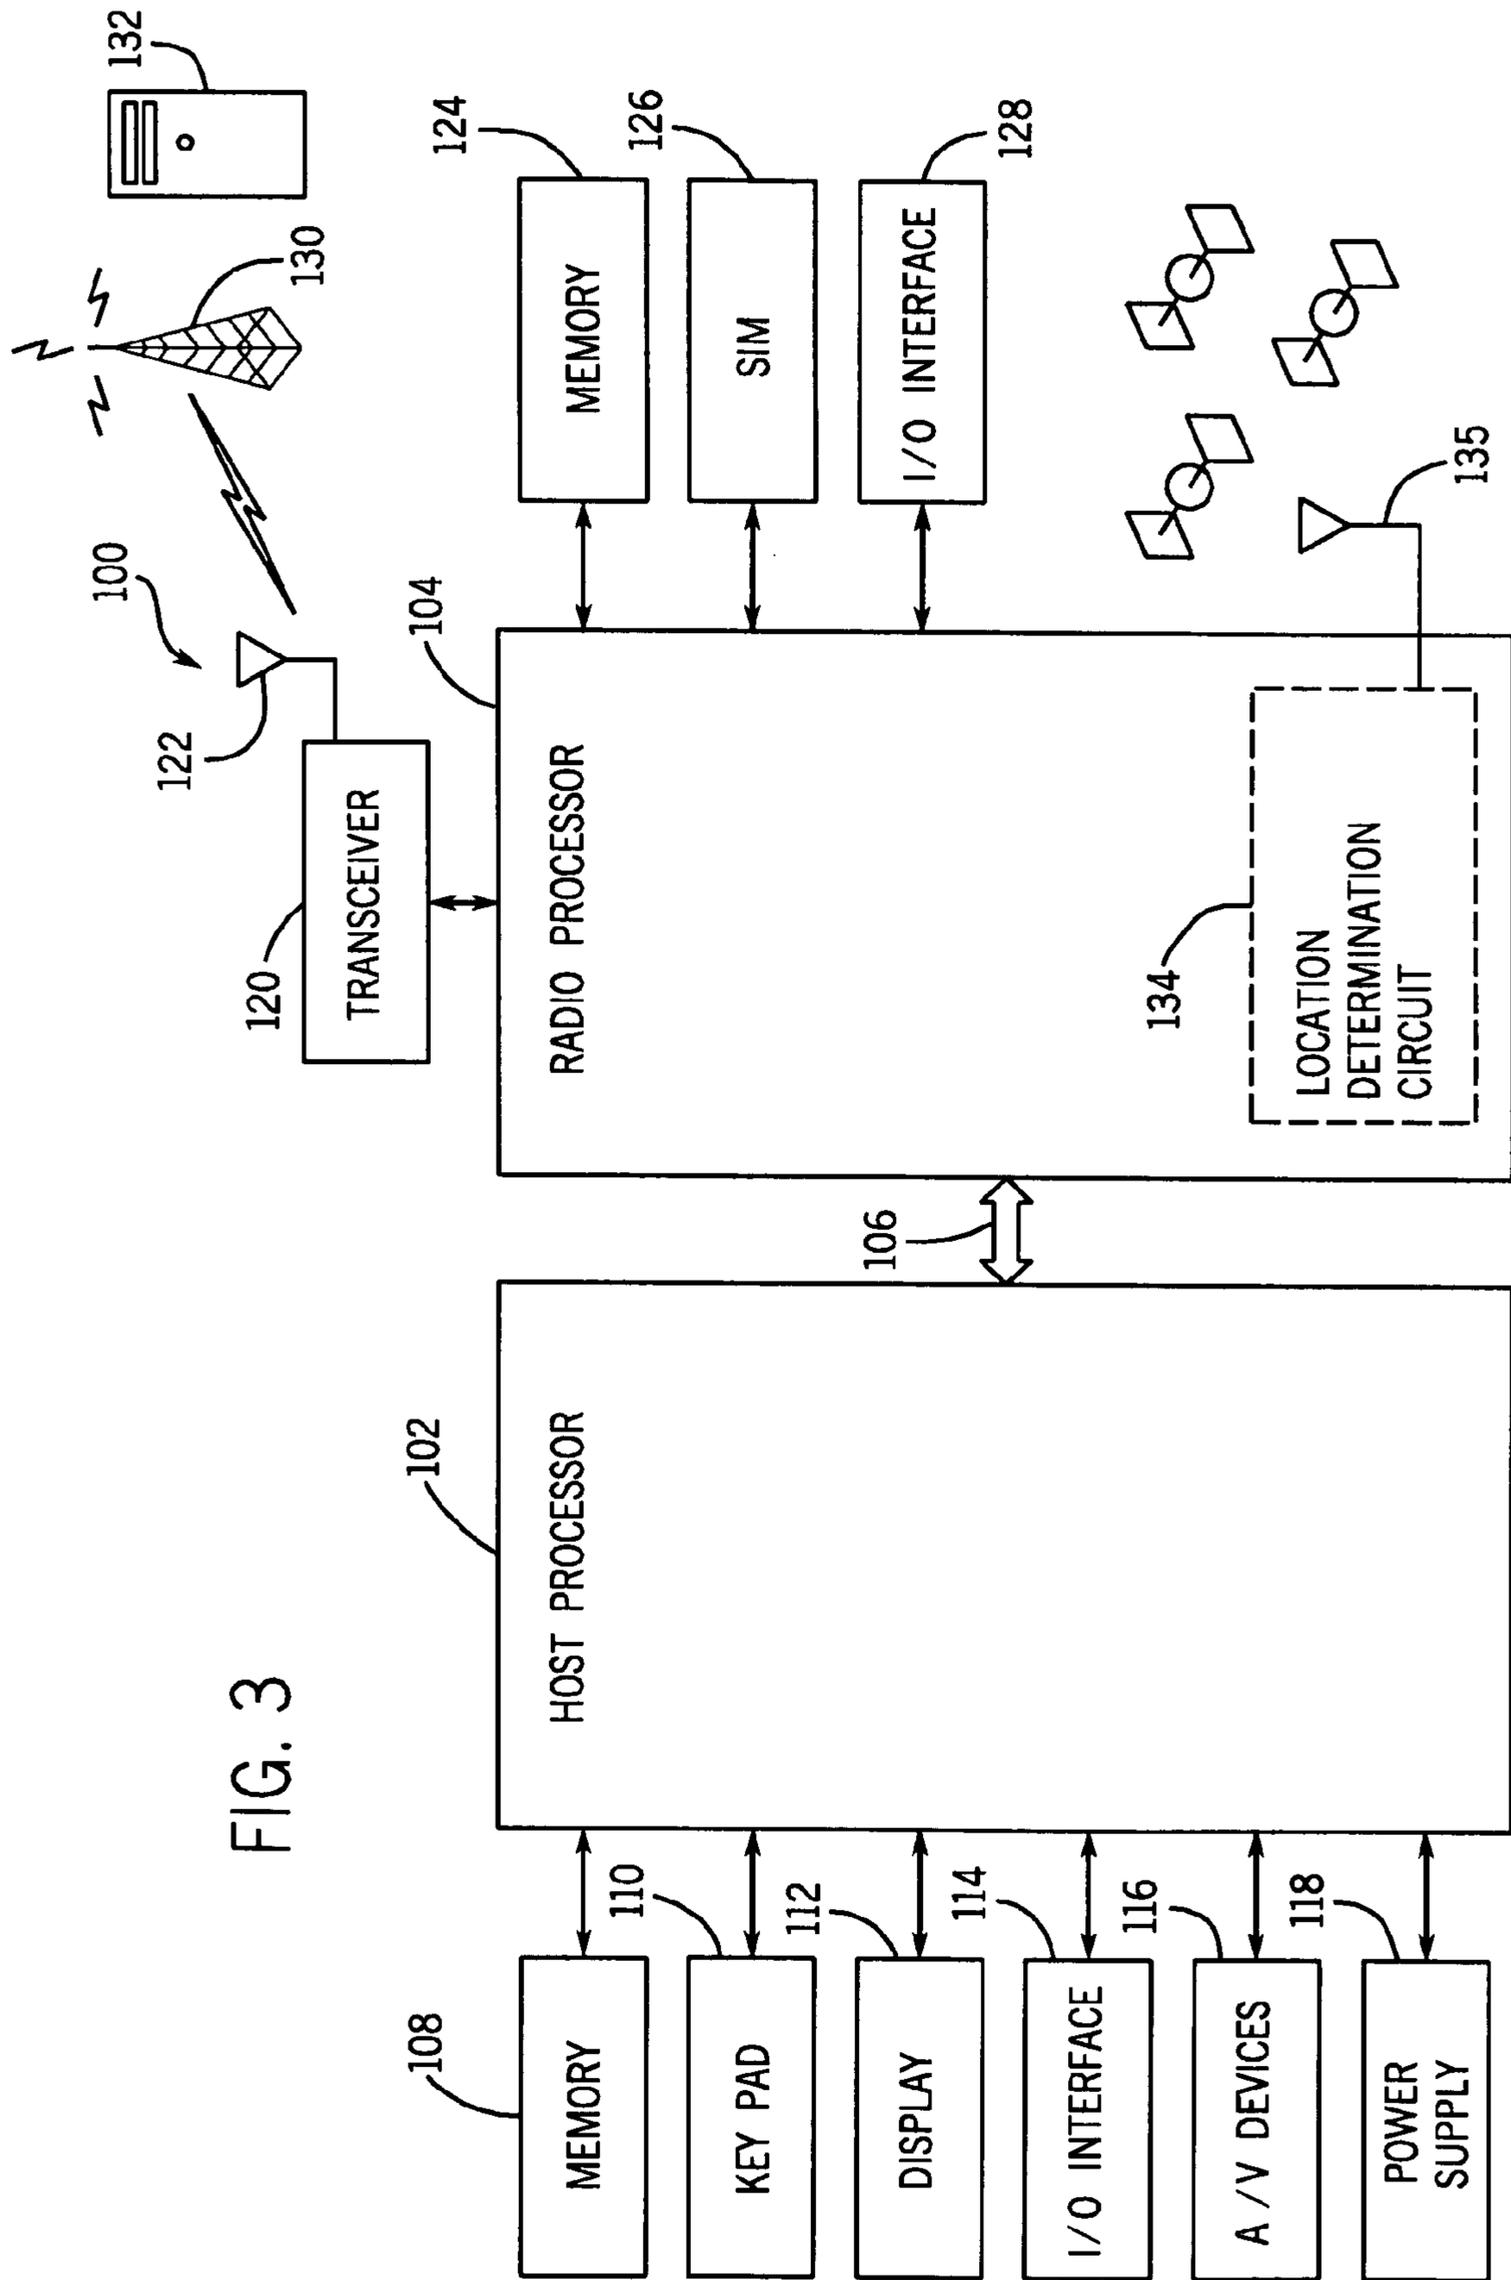 FIG. 3
100
132
130
122
120
TRANSCEIVER
102
HOST PROCESSOR
104
RADIO PROCESSOR
106
134
LOCATION
DETERMINATION
CIRCUIT
135
108
MEMORY
110
KEY PAD
112
DISPLAY
114
I/O INTERFACE
116
A/V DEVICES
118
POWER
SUPPLY
124
MEMORY
126
SIM
128
I/O INTERFACE